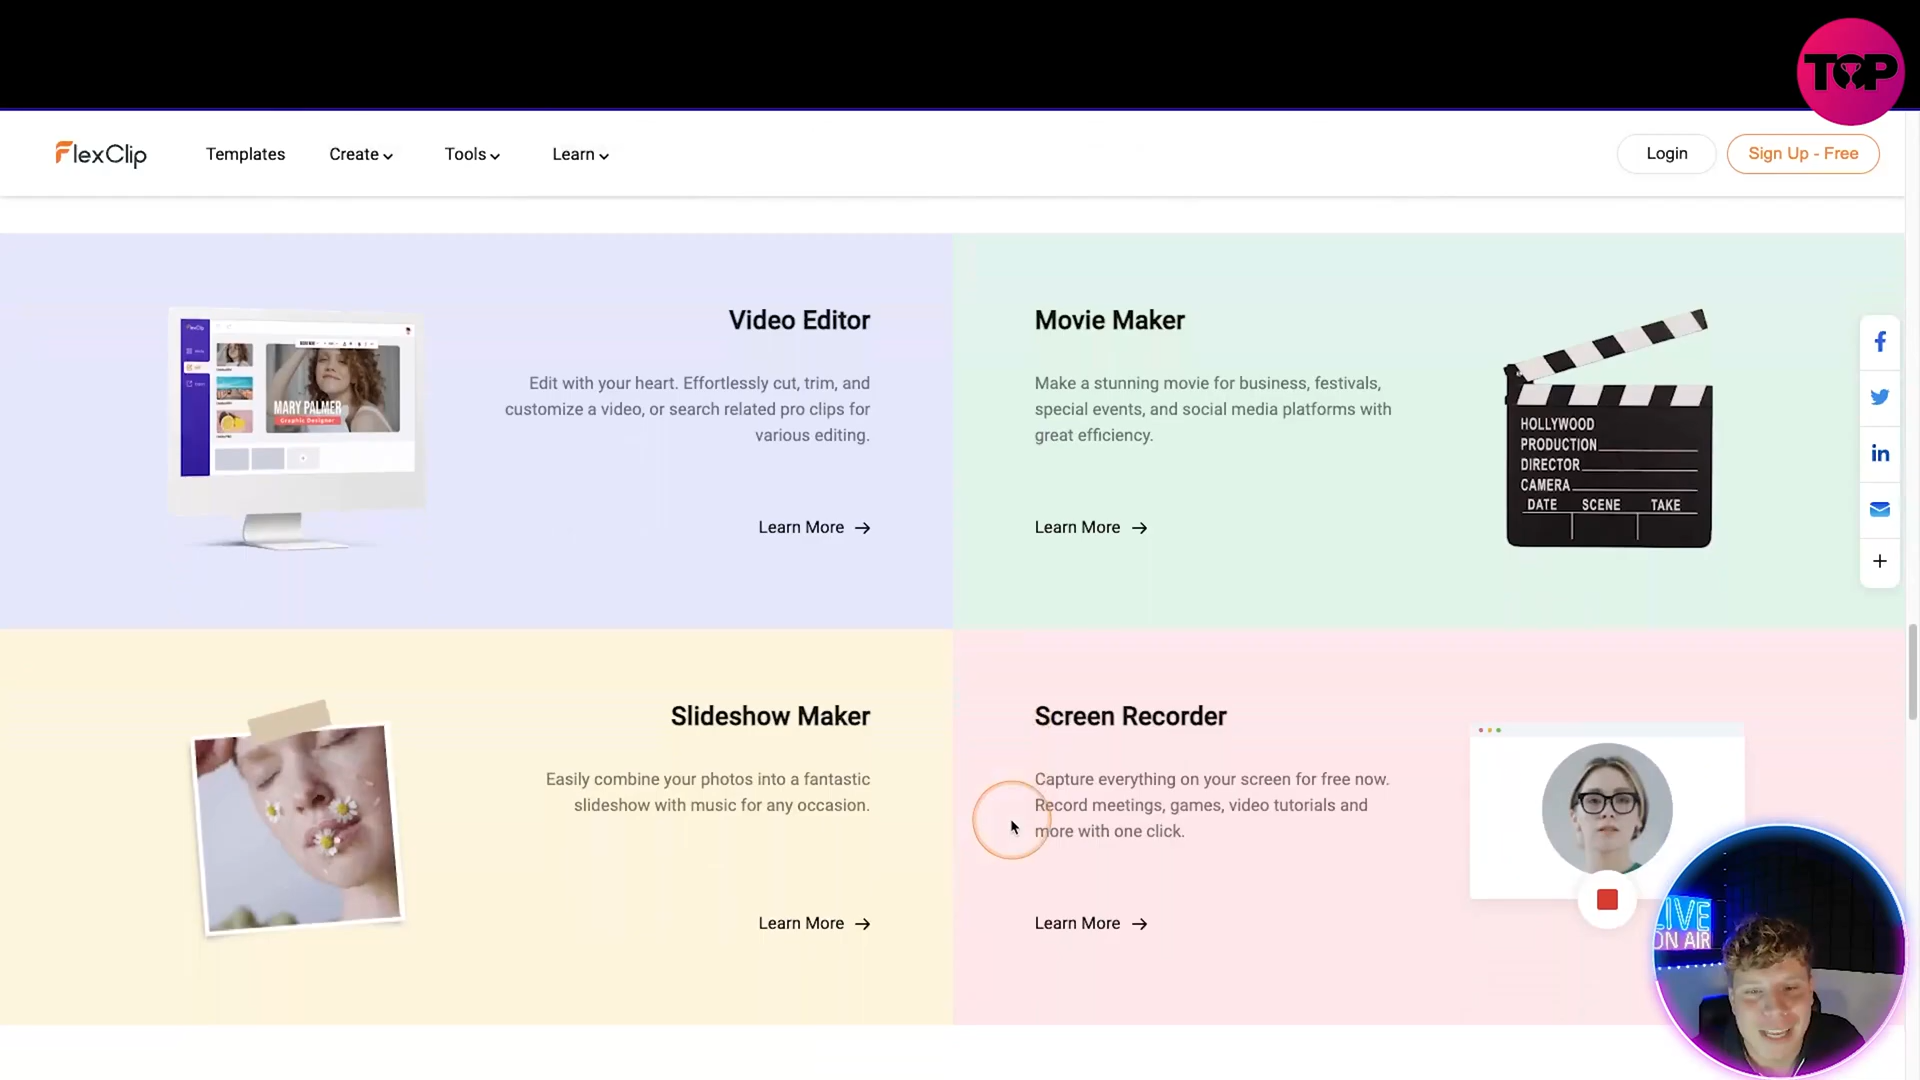 TOP
FlexClip
Templates
Create
Tools
Learn
Login
Sign Up - Free
Video Editor
Edit with your heart. Effortlessly cut, trim, and
customize a video, or search related pro clips for
various editing.
Learn More
MARY PALMER
Graphic Designer
Movie Maker
Make a stunning movie for business, festivals,
special events, and social media platforms with
great efficiency.
Learn More
HOLLYWOOD
PRODUCTION
DIRECTOR
CAMERA
DATE SCENE TAKE
Slideshow Maker
Easily combine your photos into a fantastic
slideshow with music for any occasion.
Learn More
Screen Recorder
Capture everything on your screen for free now.
Record meetings, games, video tutorials and
more with one click.
Learn More
LIVE
ON AIR